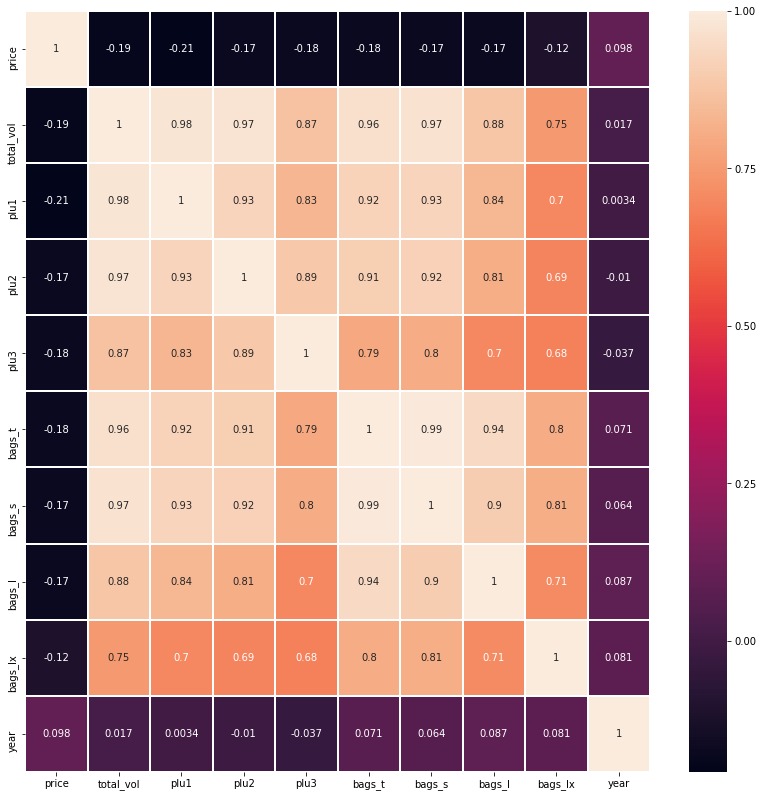 price 1 -0.19 -0.21 -0.17 -0.18 -0.18 -0.17 -0.17 -0.12 0.098
total_vol -0.19 1 0.98 0.97 0.87 0.96 0.97 0.88 0.75 0.017
plu1 -0.21 0.98 1 0.93 0.83 0.92 0.93 0.84 0.7 0.0034
plu2 -0.17 0.97 0.93 1 0.89 0.91 0.92 0.81 0.69 -0.01
plu3 -0.18 0.87 0.83 0.89 1 0.79 0.8 0.7 0.68 -0.037
bags_t -0.18 0.96 0.92 0.91 0.79 1 0.99 0.94 0.8 0.071
bags_s -0.17 0.97 0.93 0.92 0.8 0.99 1 0.9 0.81 0.064
bags_l -0.17 0.88 0.84 0.81 0.7 0.94 0.9 1 0.71 0.087
bags_lx -0.12 0.75 0.7 0.69 0.68 0.8 0.81 0.71 1 0.081
year 0.098 0.017 0.0034 -0.01 -0.037 0.071 0.064 0.087 0.081 1
price total_vol plu1 plu2 plu3 bags_t bags_s bags_l bags_lx year
1.00
0.75
0.50
0.25
0.00